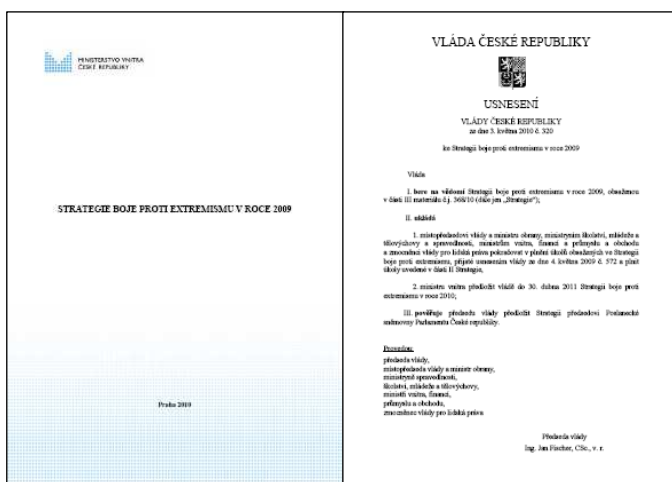 MINISTERSTVO VNITRA
ČESKÉ REPUBLIKY
STRATEGIE BOJE PROTI EXTREMISMU V ROCE 2009
Praha 2010
VLÁDA ČESKÉ REPUBLIKY
USNESENÍ
VLÁDY ČESKÉ REPUBLIKY
ze dne 3. května 2010 č. 320
ke Strategii boje proti extremismu v roce 2009
Vláda
I. bere na vědomí Strategii boje proti extremismu v roce 2009, obsaženou
v části III materiálu č.j. 368/10 (dále jen „Strategie“);
II. ukládá
1. místopředsedovi vlády a ministru obrany, ministryním školství, mládeže a
tělovýchovy a spravedlnosti, ministrům vnitra, financí a průmyslu a obchodu
a zmocněnci vlády pro lidská práva pokračovat v plnění úkolů obsažených ve Strategii
boje proti extremismu, přijaté usnesením vlády ze dne 4. května 2009 č. 572 a plnit
úkoly uvedené v části II Strategie,
2. ministru vnitra předložit vládě do 30. dubna 2011 Strategii boje proti
extremismu v roce 2010;
III. pověřuje předsedu vlády předložit Strategii předsedovi Poslanecké
sněmovny Parlamentu České republiky.
Provedou:
předseda vlády,
místopředseda vlády a ministr obrany,
ministryně spravedlnosti,
školství, mládeže a tělovýchovy,
ministři vnitra, financí,
průmyslu a obchodu,
zmocněnec vlády pro lidská práva
Předseda vlády
Ing. Jan Fischer, CSc., v. r.